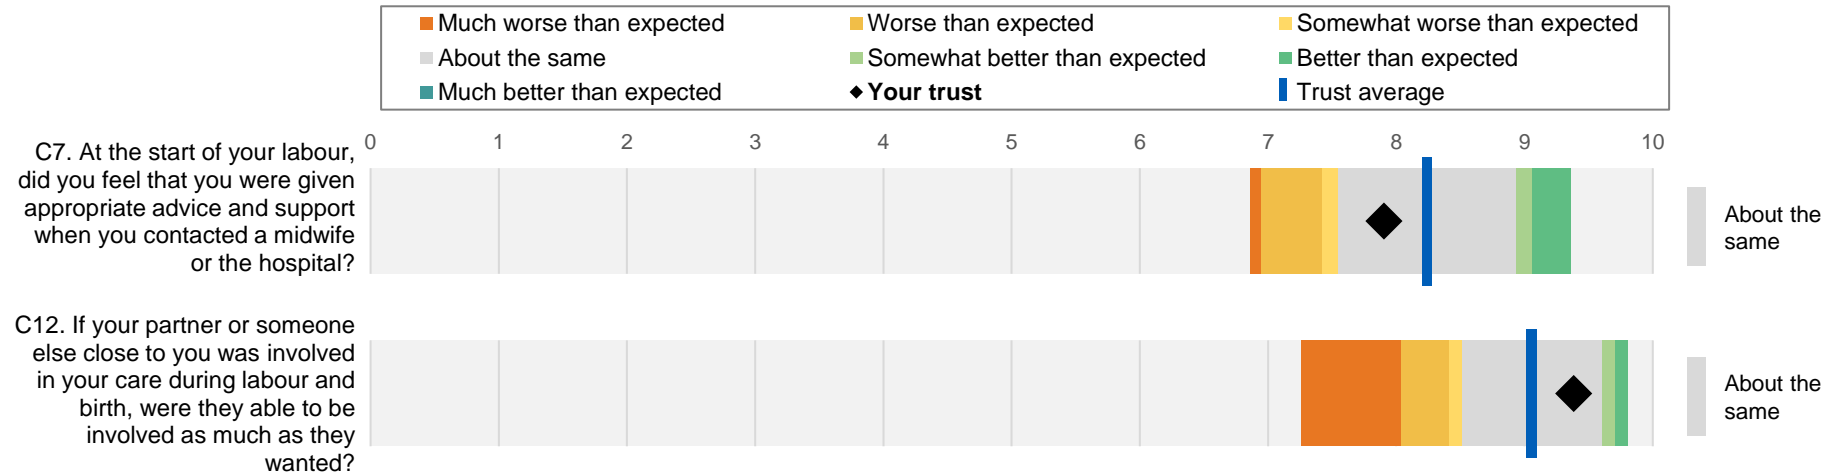 Much worse than expected
Worse than expected
Somewhat worse than expected
About the same
Somewhat better than expected
Better than expected
Much better than expected
Your trust
Trust average
0 1 2 3 4 5 6 7 8 9 10
C7. At the start of your labour,
did you feel that you were given
appropriate advice and support
when you contacted a midwife
or the hospital?
About the
same
C12. If your partner or someone
else close to you was involved
in your care during labour and
birth, were they able to be
involved as much as they
wanted?
About the
same